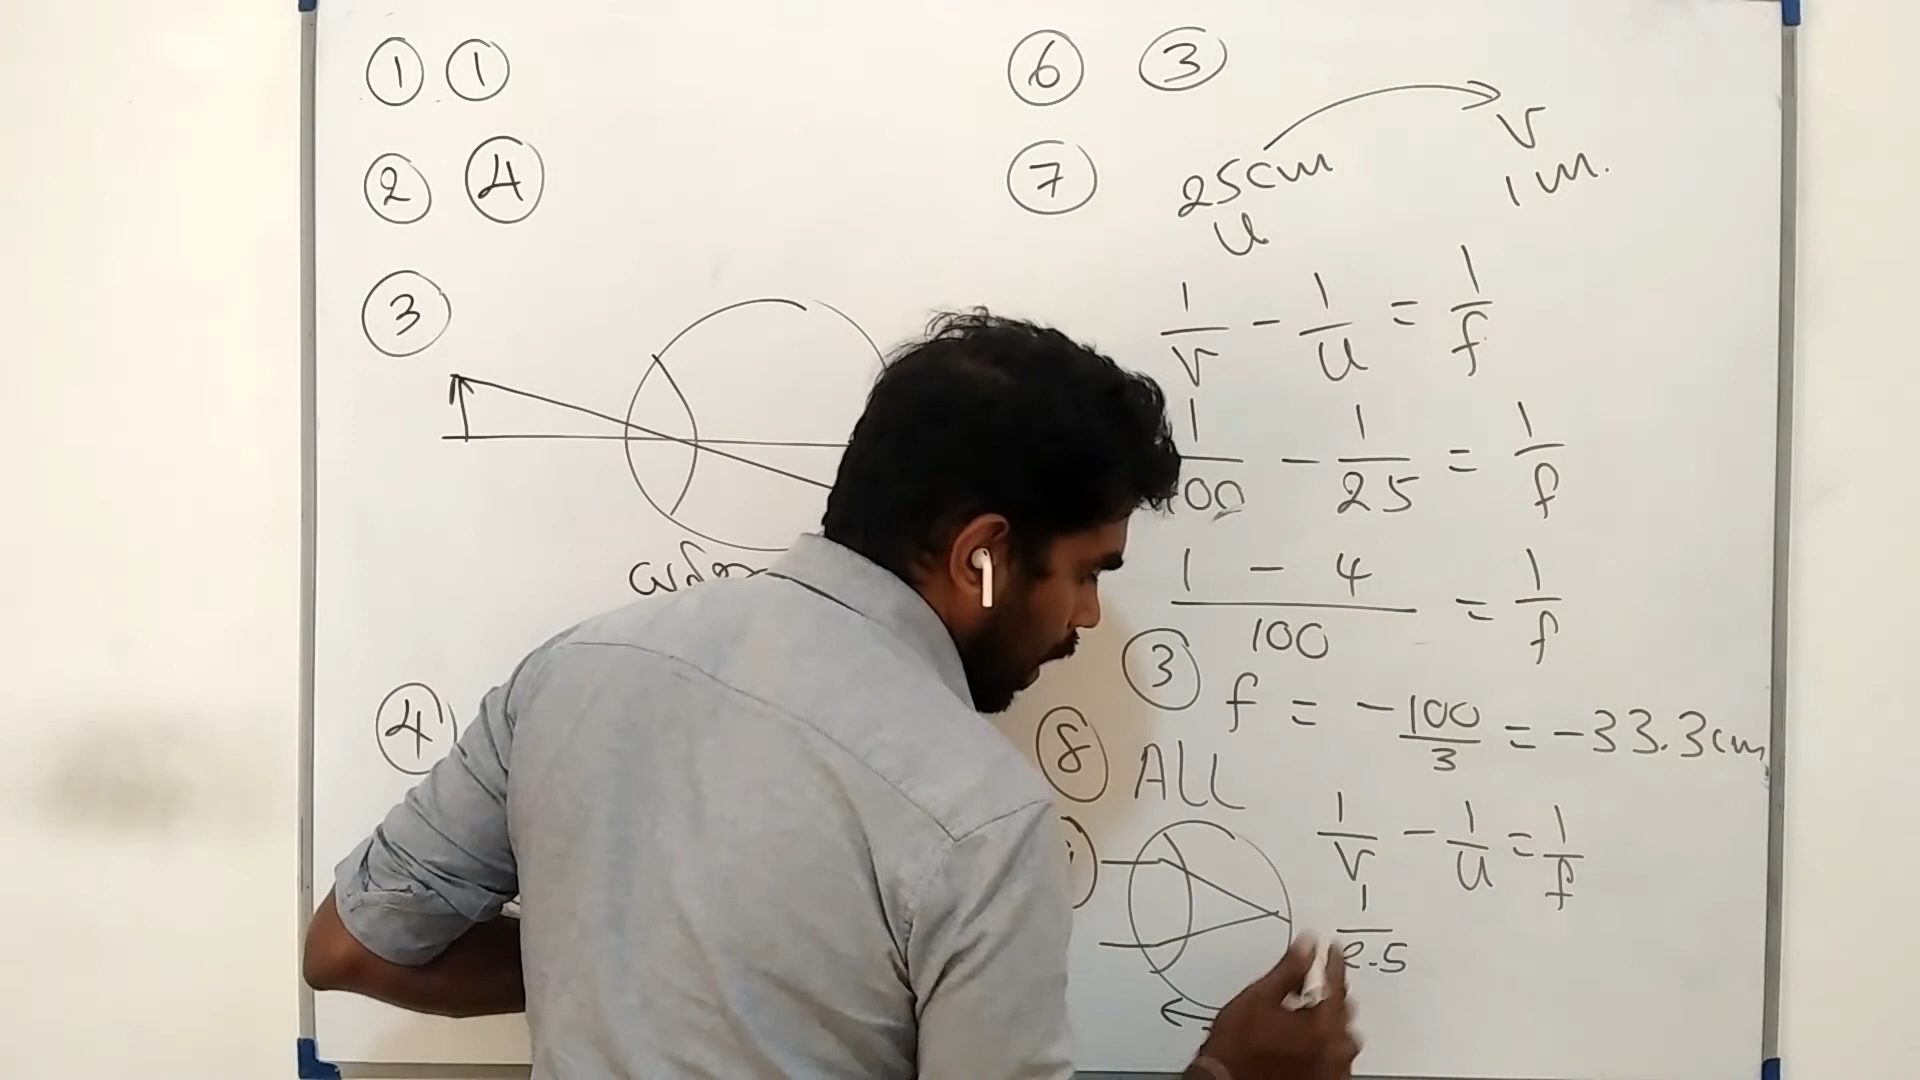 ① ①
② ④
③
④
⑥ ③
⑦ 25cm
u
v
1 m.
1/v - 1/u = 1/f
1/100 - 1/25 = 1/f
1 - 4 / 100 = 1/f
③ f = -100/3 = -33.3cm
⑧ ALL
1/v - 1/u = 1/f
1/2.5